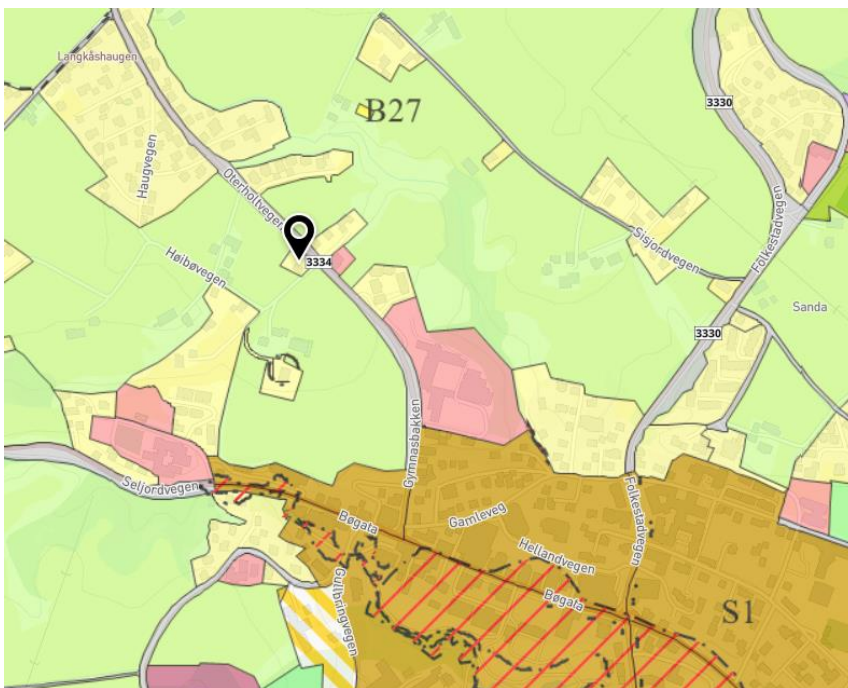 Langkåshaugen
B27
3330
Haugvegen
Oterholtvegen
Høibøvegen
3334
Sisjordvegen
Folkestadvegen
Sanda
3330
Gymnasbakken
Seljordvegen
Bøgata
Gamleveg
Hellandvegen
Folkestadvegen
Gullbringvegen
Bøgata
S1